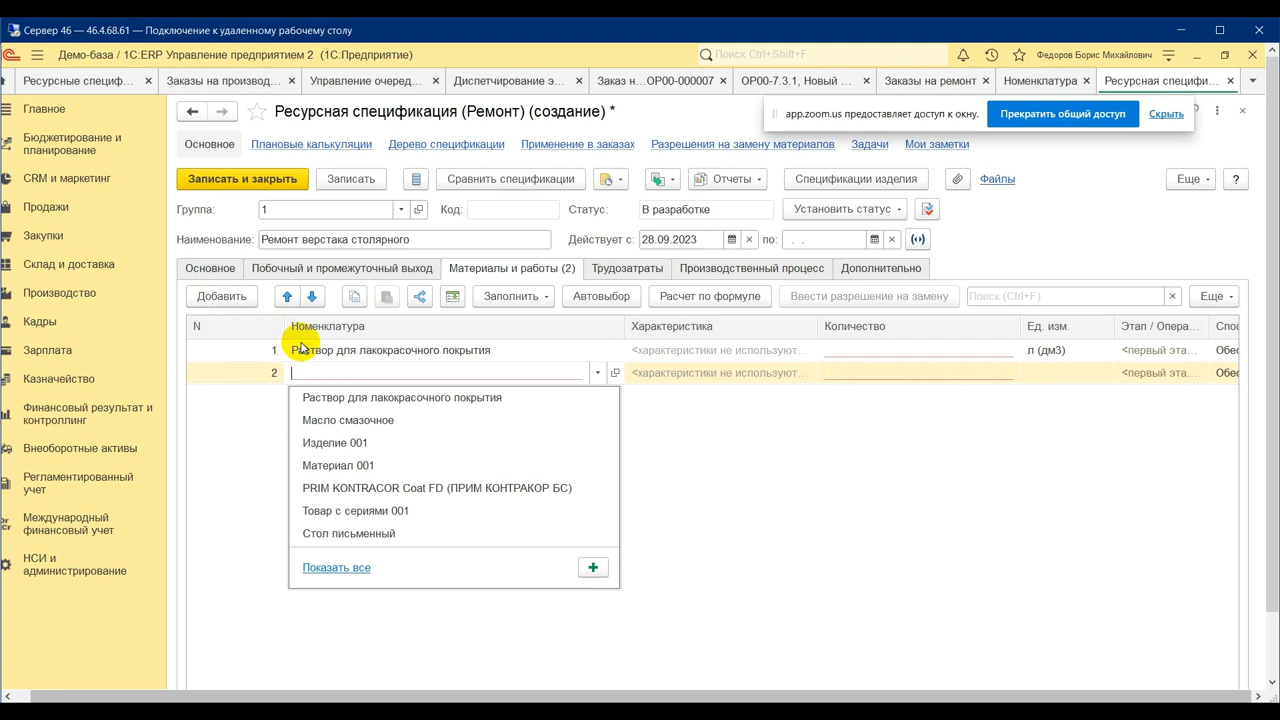 Сервер 46 — 46.4.68.61 — Подключение к удаленному рабочему столу
Демо-база / 1С:ERP Управление предприятием 2 (1С:Предприятие)
Поиск Ctrl+Shift+F
Федоров Борис Михайлович
Ресурсные специф...
Заказы на производ...
Управление очеред...
Диспетчирование э...
Заказ н...ОР00-000007
ОР00-7.3.1, Новый ...
Заказы на ремонт
Номенклатура
Ресурсная специфи...
Главное
Бюджетирование и
планирование
CRM и маркетинг
Продажи
Закупки
Склад и доставка
Производство
Кадры
Зарплата
Казначейство
Финансовый результат и
контроллинг
Внеоборотные активы
Регламентированный
учет
Международный
финансовый учет
НСИ и
администрирование
Ресурсная спецификация (Ремонт) (создание) *
app.zoom.us предоставляет доступ к окну.
Прекратить общий доступ
Скрыть
Основное
Плановые калькуляции
Дерево спецификации
Применение в заказах
Разрешения на замену материалов
Задачи
Мои заметки
Записать и закрыть
Записать
Сравнить спецификации
Отчеты
Спецификации изделия
Файлы
Еще
?
Группа: 1
Код:
Статус: В разработке
Установить статус
Наименование: Ремонт верстака столярного
Действует с: 28.09.2023
по: . .
Основное
Побочный и промежуточный выход
Материалы и работы (2)
Трудозатраты
Производственный процесс
Дополнительно
Добавить
Заполнить
Автовыбор
Расчет по формуле
Ввести разрешение на замену
Поиск (Ctrl+F)
Еще
N Номенклатура Характеристика Количество Ед. изм. Этап / Опера... Спос
1 Раствор для лакокрасочного покрытия <характеристики не используют... л (дм3) <первый эта... Обес
2 <характеристики не используют... <первый эта... Обес
Раствор для лакокрасочного покрытия
Масло смазочное
Изделие 001
Материал 001
PRIM KONTRACOR Coat FD (ПРИМ КОНТРАКОР БС)
Товар с сериями 001
Стол письменный
Показать все